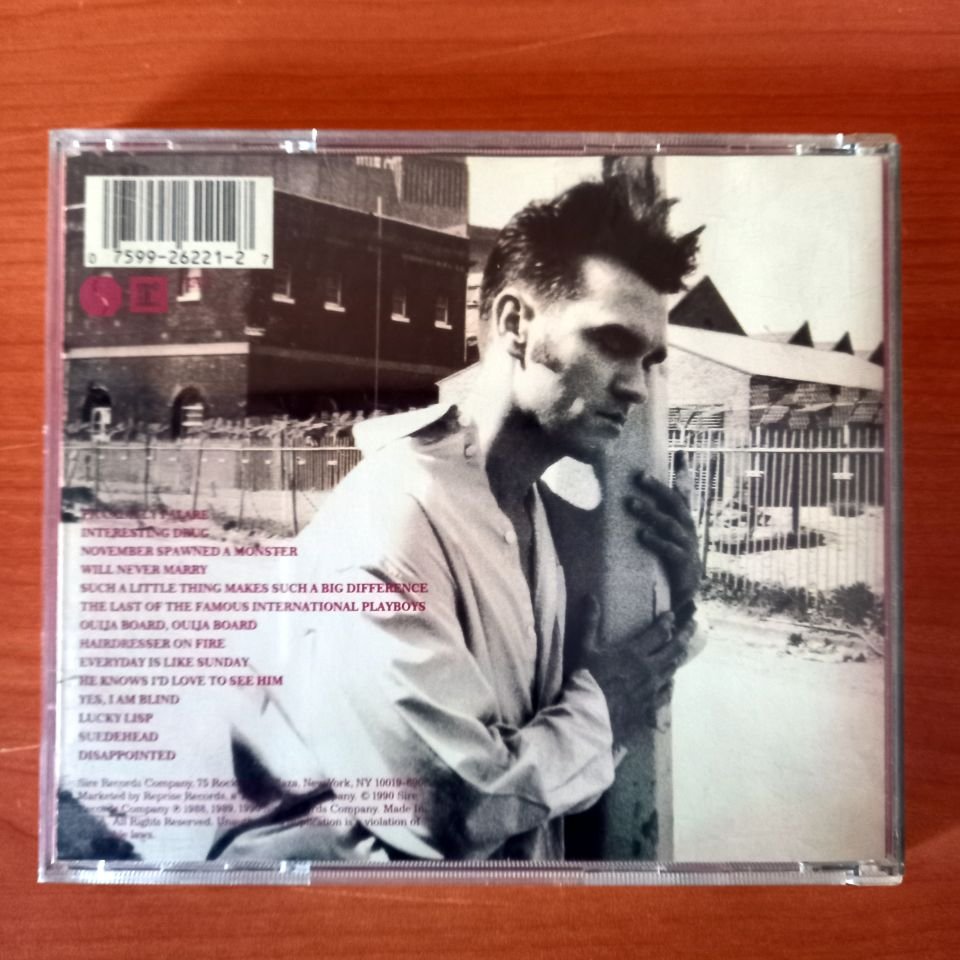 0 7599-26221-2 7
PICCADILLY PALARE
INTERESTING DRUG
NOVEMBER SPAWNED A MONSTER
WILL NEVER MARRY
SUCH A LITTLE THING MAKES SUCH A BIG DIFFERENCE
THE LAST OF THE FAMOUS INTERNATIONAL PLAYBOYS
OUIJA BOARD, OUIJA BOARD
HAIRDRESSER ON FIRE
EVERYDAY IS LIKE SUNDAY
HE KNOWS I'D LOVE TO SEE HIM
YES, I AM BLIND
LUCKY LISP
SUEDEHEAD
DISAPPOINTED
Sire Records Company, 75 New York, NY
Marketed by Reprise Records, a © 1990 Sire
Company ℗ 1988, 1989, Records Company. Made In
All Rights Reserved. is a violation of
laws.